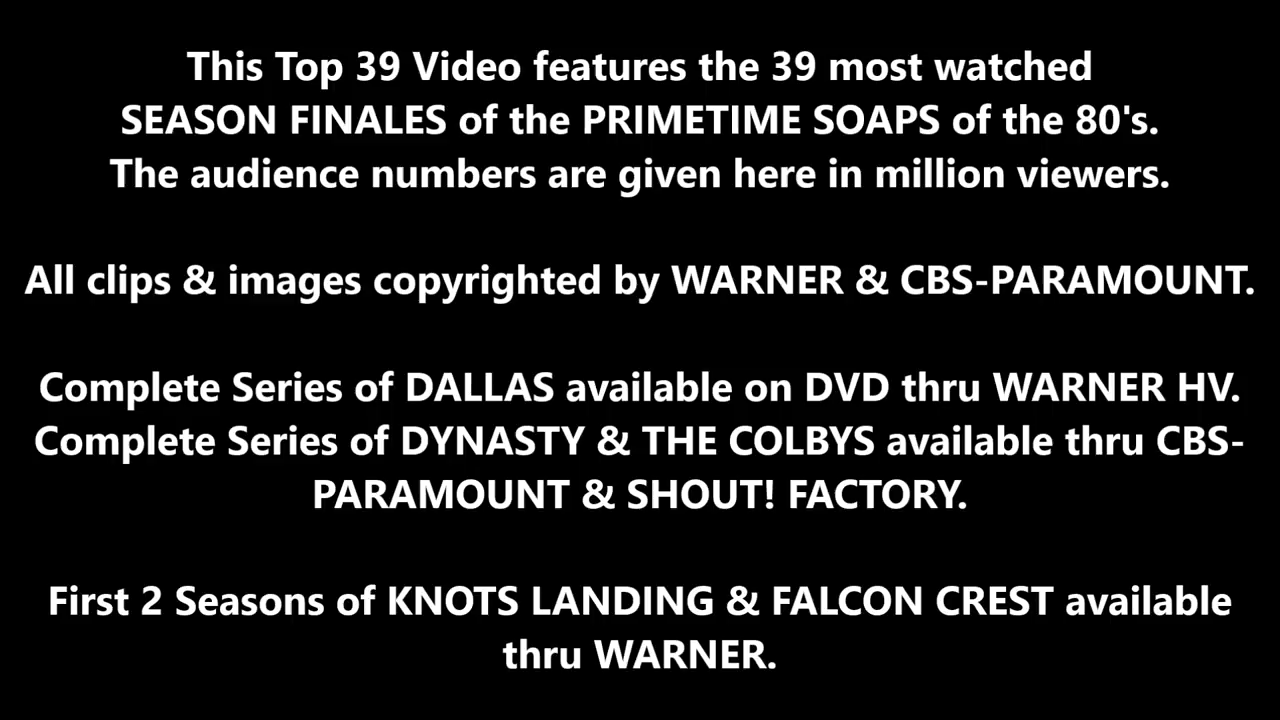 This Top 39 Video features the 39 most watched
SEASON FINALES of the PRIMETIME SOAPS of the 80's.
The audience numbers are given here in million viewers.
All clips & images copyrighted by WARNER & CBS-PARAMOUNT.
Complete Series of DALLAS available on DVD thru WARNER HV.
Complete Series of DYNASTY & THE COLBYS available thru CBS-
PARAMOUNT & SHOUT! FACTORY.
First 2 Seasons of KNOTS LANDING & FALCON CREST available
thru WARNER.